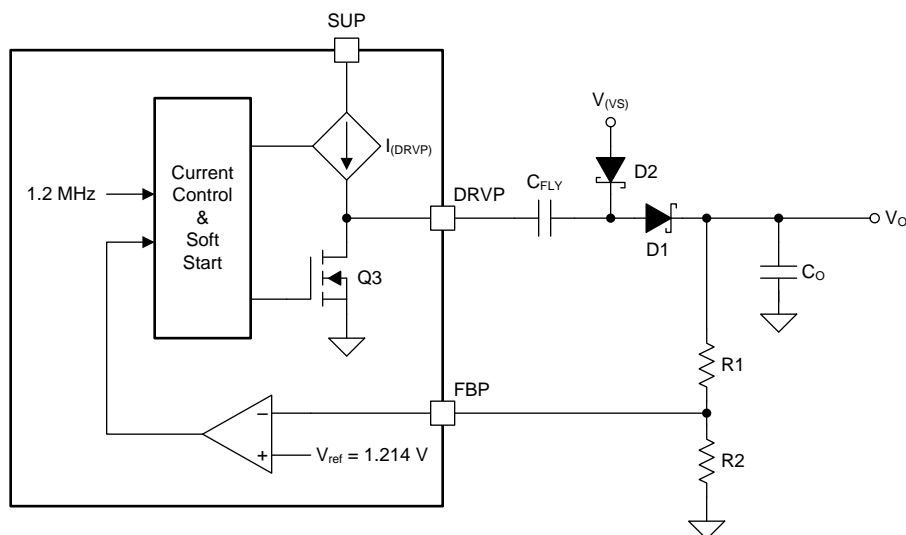 SUP
V(VS)
I(DRVP)
Current
Control
&
Soft
Start
1.2 MHz
DRVP
CFLY
D2
D1
VO
CO
Q3
R1
FBP
Vref = 1.214 V
R2
−
+